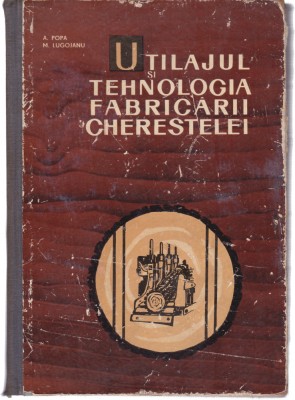 A. POPA
M. LUGOJANU
UTILAJUL
ȘI
TEHNOLOGIA
FABRICĂRII
CHERESTELEI